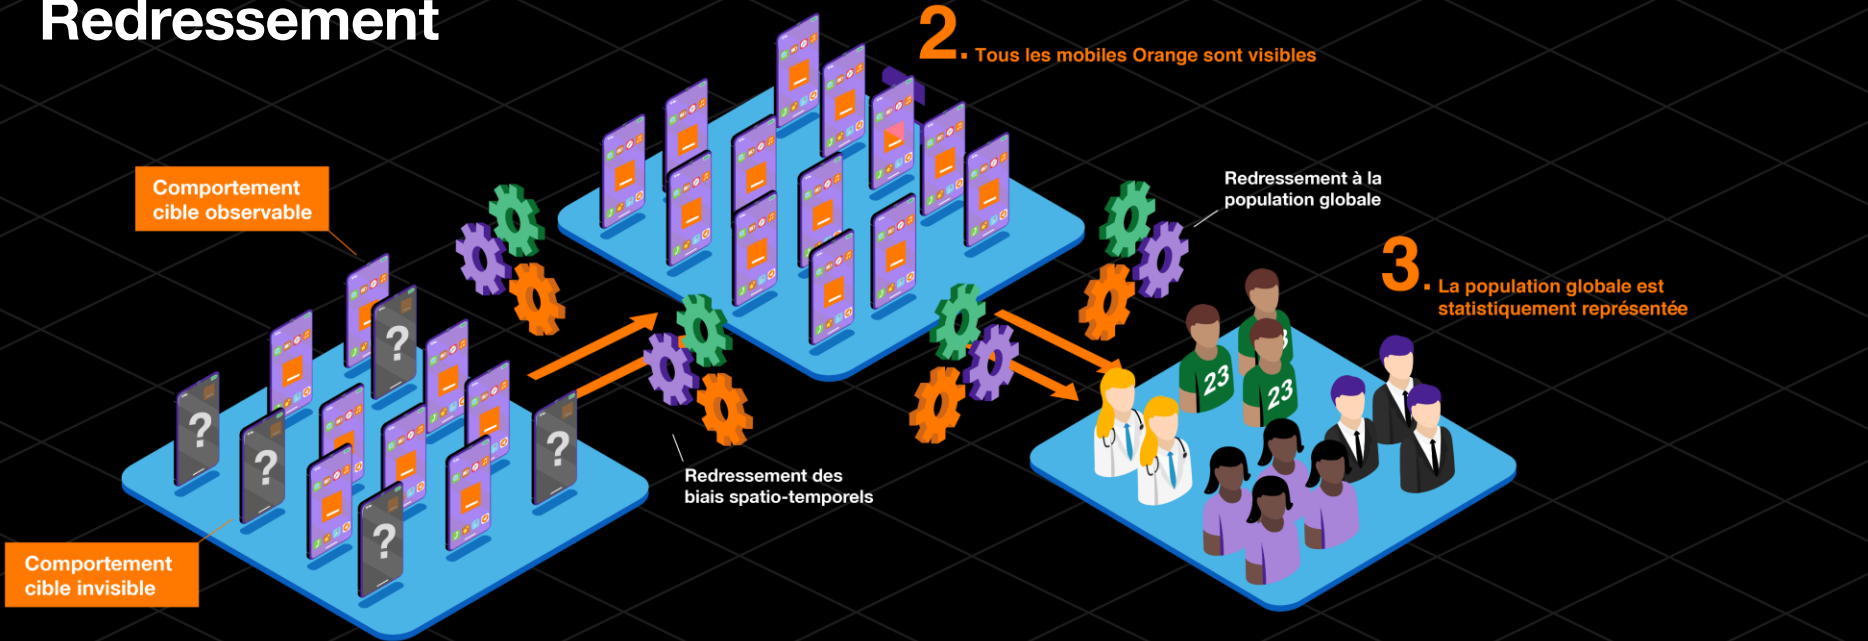 Redressement
2. Tous les mobiles Orange sont visibles
Comportement
cible observable
Redressement à la
population globale
3. La population globale est
statistiquement représentée
?
?
?
?
?
23
23
3
Redressement des
biais spatio-temporels
Comportement
cible invisible